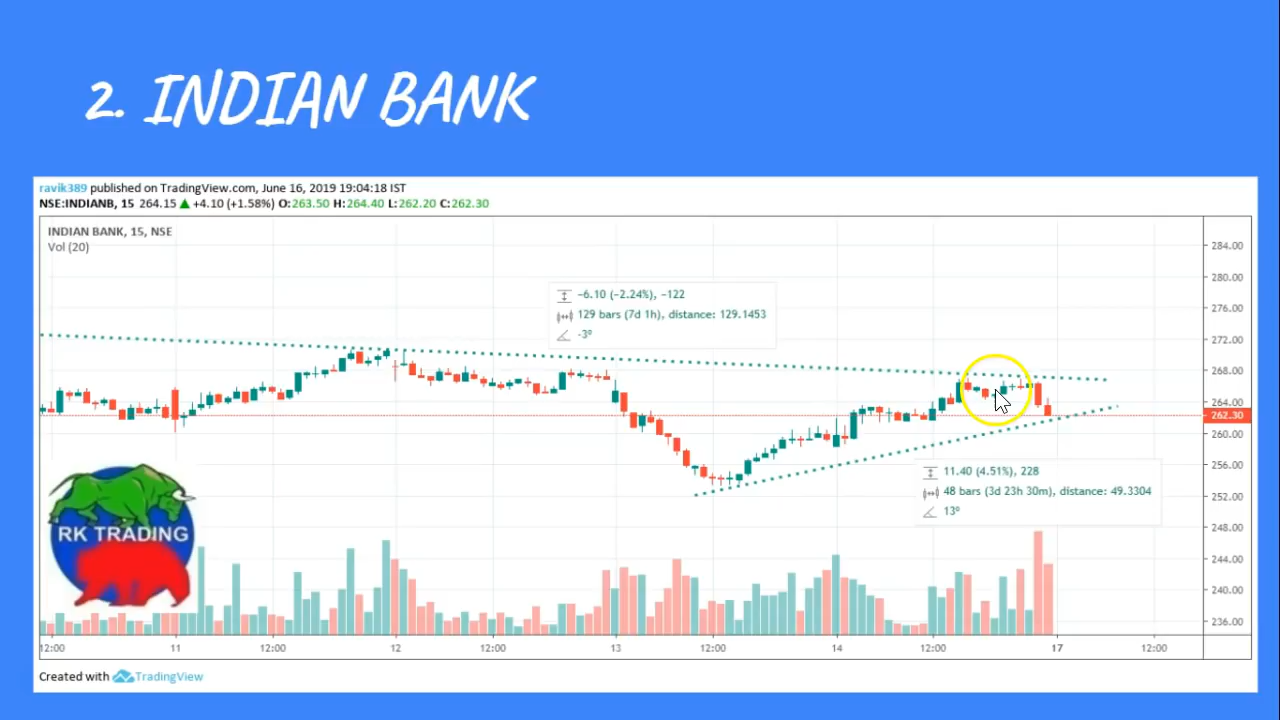 2. INDIAN BANK
ravik389 published on TradingView.com, June 16, 2019 19:04:18 IST
NSE:INDIANB, 15 264.15 ▲ +4.10 (+1.58%) O:263.50 H:264.40 L:262.20 C:262.30
INDIAN BANK, 15, NSE
Vol (20)
284.00
280.00
−6.10 (−2.24%), −122
276.00
129 bars (7d 1h), distance: 129.1453
-3º
272.00
268.00
264.00
262.30
260.00
256.00
11.40 (4.51%), 228
48 bars (3d 23h 30m), distance: 49.3304
252.00
13º
248.00
RK TRADING
244.00
240.00
236.00
12:00 11 12:00 12 12:00 13 12:00 14 12:00 17 12:00
Created with TradingView